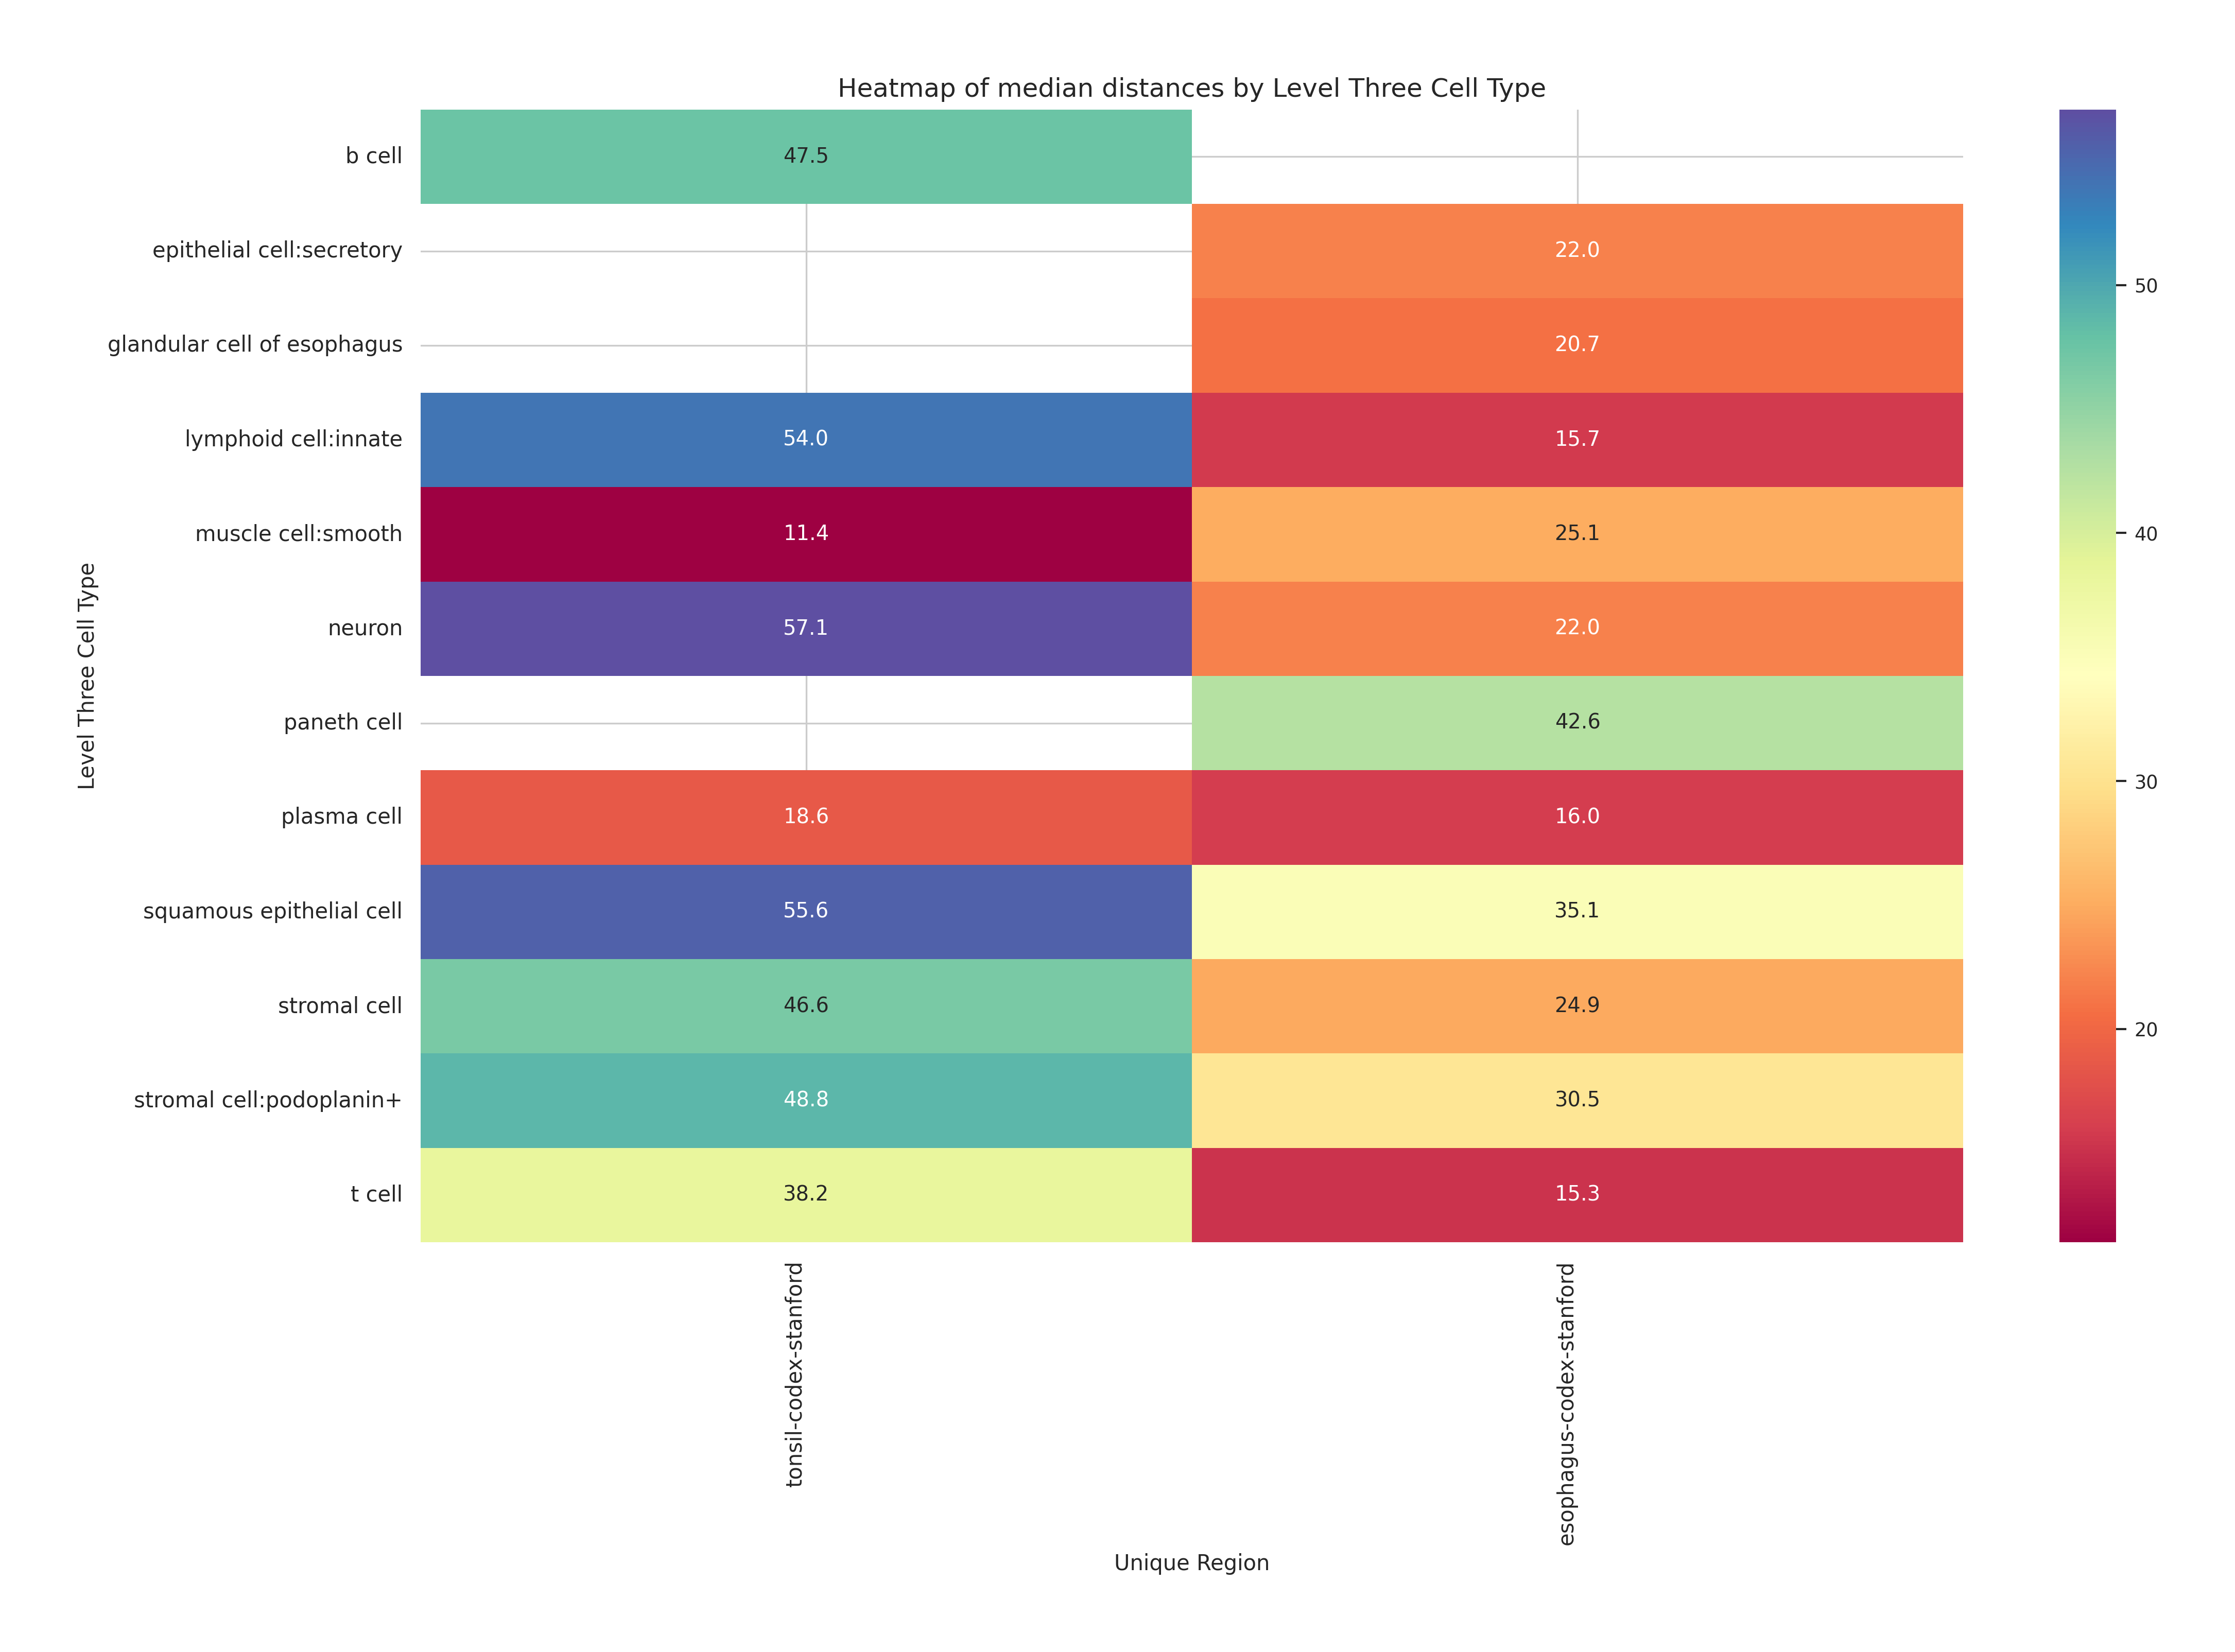 Heatmap of median distances by Level Three Cell Type
Level Three Cell Type
b cell 47.5
epithelial cell:secretory 22.0
glandular cell of esophagus 20.7
lymphoid cell:innate 54.0 15.7
muscle cell:smooth 11.4 25.1
neuron 57.1 22.0
paneth cell 42.6
plasma cell 18.6 16.0
squamous epithelial cell 55.6 35.1
stromal cell 46.6 24.9
stromal cell:podoplanin+ 48.8 30.5
t cell 38.2 15.3
50
40
30
20
tonsil-codex-stanford
esophagus-codex-stanford
Unique Region